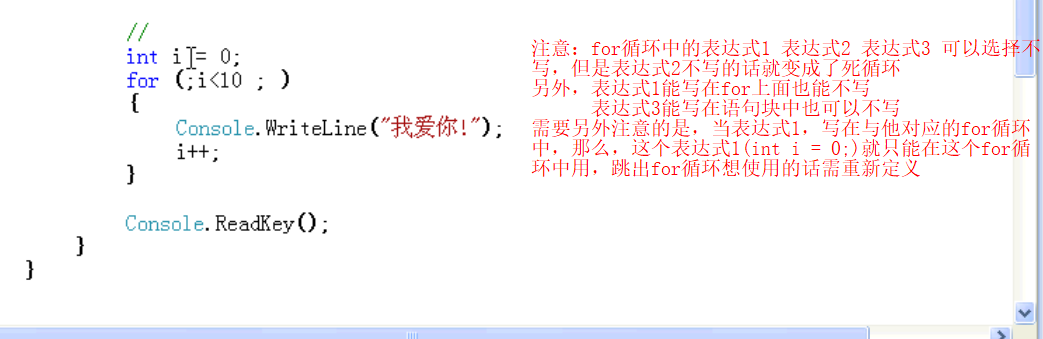 //
int i = 0;
for (;i<10 ; )
{
Console.WriteLine("我爱你!");
i++;
}
Console.ReadKey();
}
}
注意；for循环中的表达式1 表达式2 表达式3 可以选择不
写，但是表达式2不写的话就变成了死循环
另外，表达式1能写在for上面也能不写
表达式3能写在语句块中也可以不写
需要另外注意的是，当表达式1，写在与他对应的for循环
中，那么，这个表达式1(int i = 0;)就只能在这个for循
环中用，跳出for循环想使用的话需重新定义